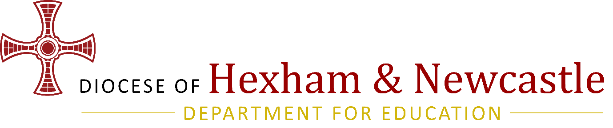 DIOCESE OF Hexham & Newcastle
DEPARTMENT FOR EDUCATION